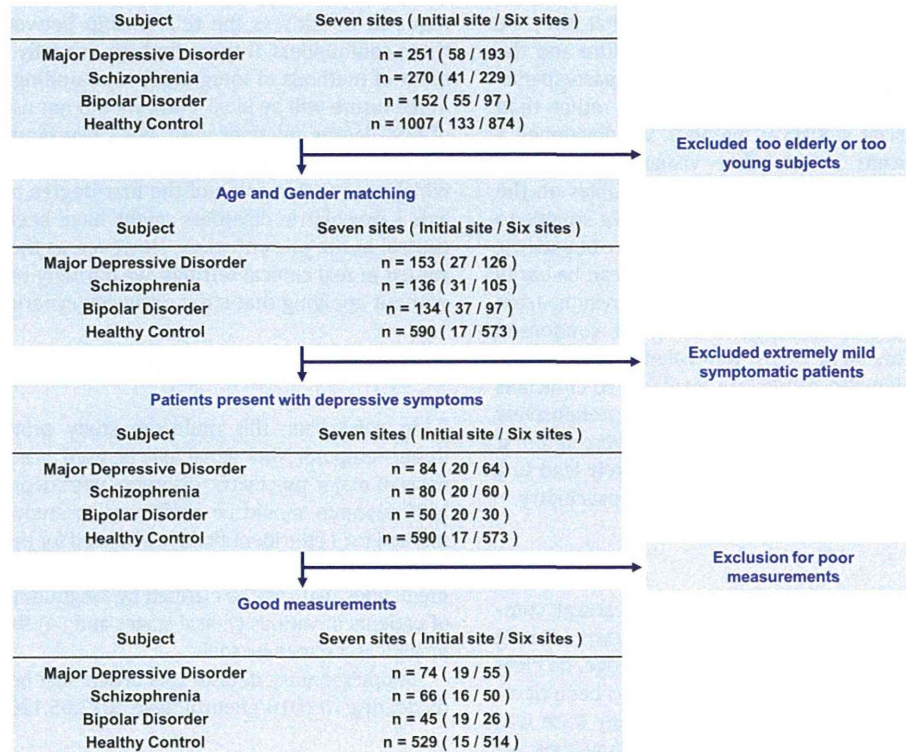 Subject Seven sites ( Initial site / Six sites )
Major Depressive Disorder n = 251 ( 58 / 193 )
Schizophrenia n = 270 ( 41 / 229 )
Bipolar Disorder n = 152 ( 55 / 97 )
Healthy Control n = 1007 ( 133 / 874 )
Excluded too elderly or too
young subjects
Age and Gender matching
Subject Seven sites ( Initial site / Six sites )
Major Depressive Disorder n = 153 ( 27 / 126 )
Schizophrenia n = 136 ( 31 / 105 )
Bipolar Disorder n = 134 ( 37 / 97 )
Healthy Control n = 590 ( 17 / 573 )
Excluded extremely mild
symptomatic patients
Patients present with depressive symptoms
Subject Seven sites ( Initial site / Six sites )
Major Depressive Disorder n = 84 ( 20 / 64 )
Schizophrenia n = 80 ( 20 / 60 )
Bipolar Disorder n = 50 ( 20 / 30 )
Healthy Control n = 590 ( 17 / 573 )
Exclusion for poor
measurements
Good measurements
Subject Seven sites ( Initial site / Six sites )
Major Depressive Disorder n = 74 ( 19 / 55 )
Schizophrenia n = 66 ( 16 / 50 )
Bipolar Disorder n = 45 ( 19 / 26 )
Healthy Control n = 529 ( 15 / 514 )